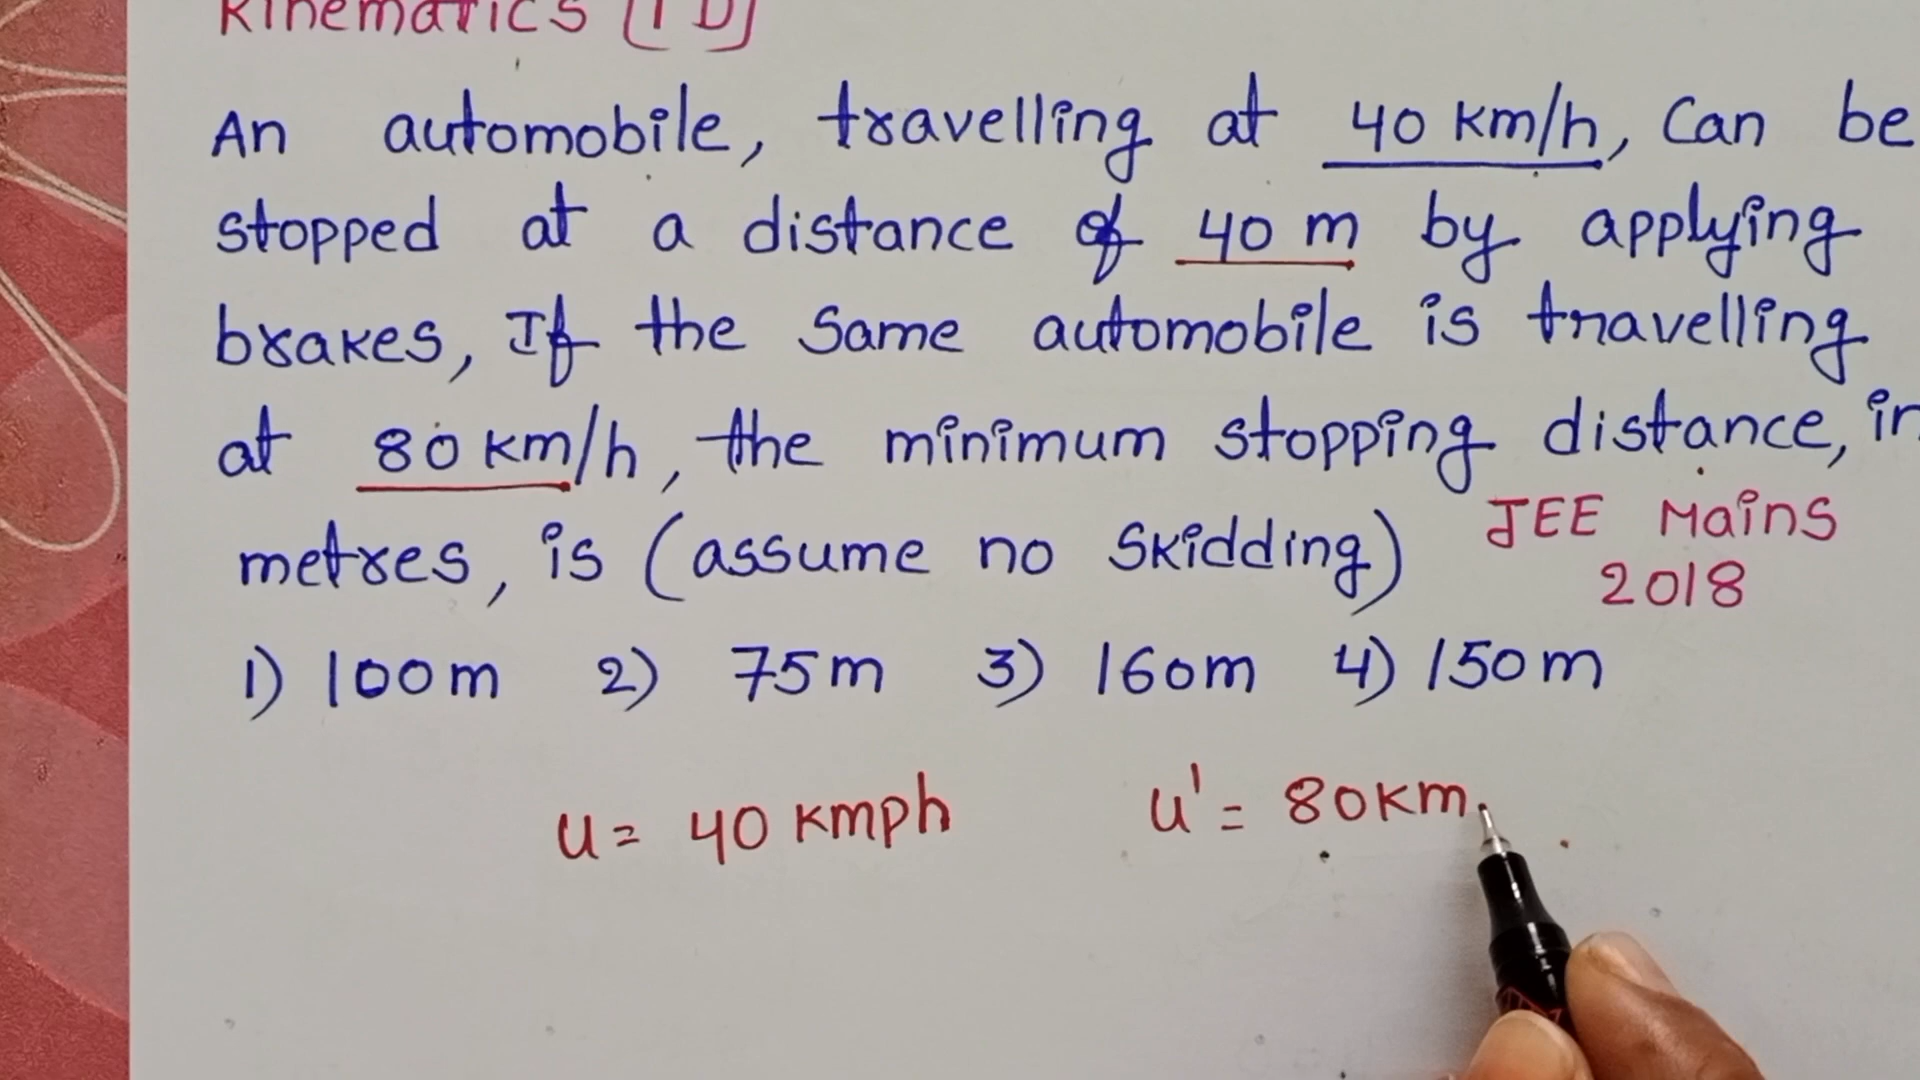 Kinematics [1D]
An automobile, travelling at 40 km/h, Can be
stopped at a distance of 40 m by applying
brakes, If the Same automobile is travelling
at 80 km/h, the minimum stopping distance, in
metres, is (assume no Skidding) JEE Mains
2018
1) 100m 2) 75m 3) 160m 4) 150m
u = 40 kmph u' = 80km